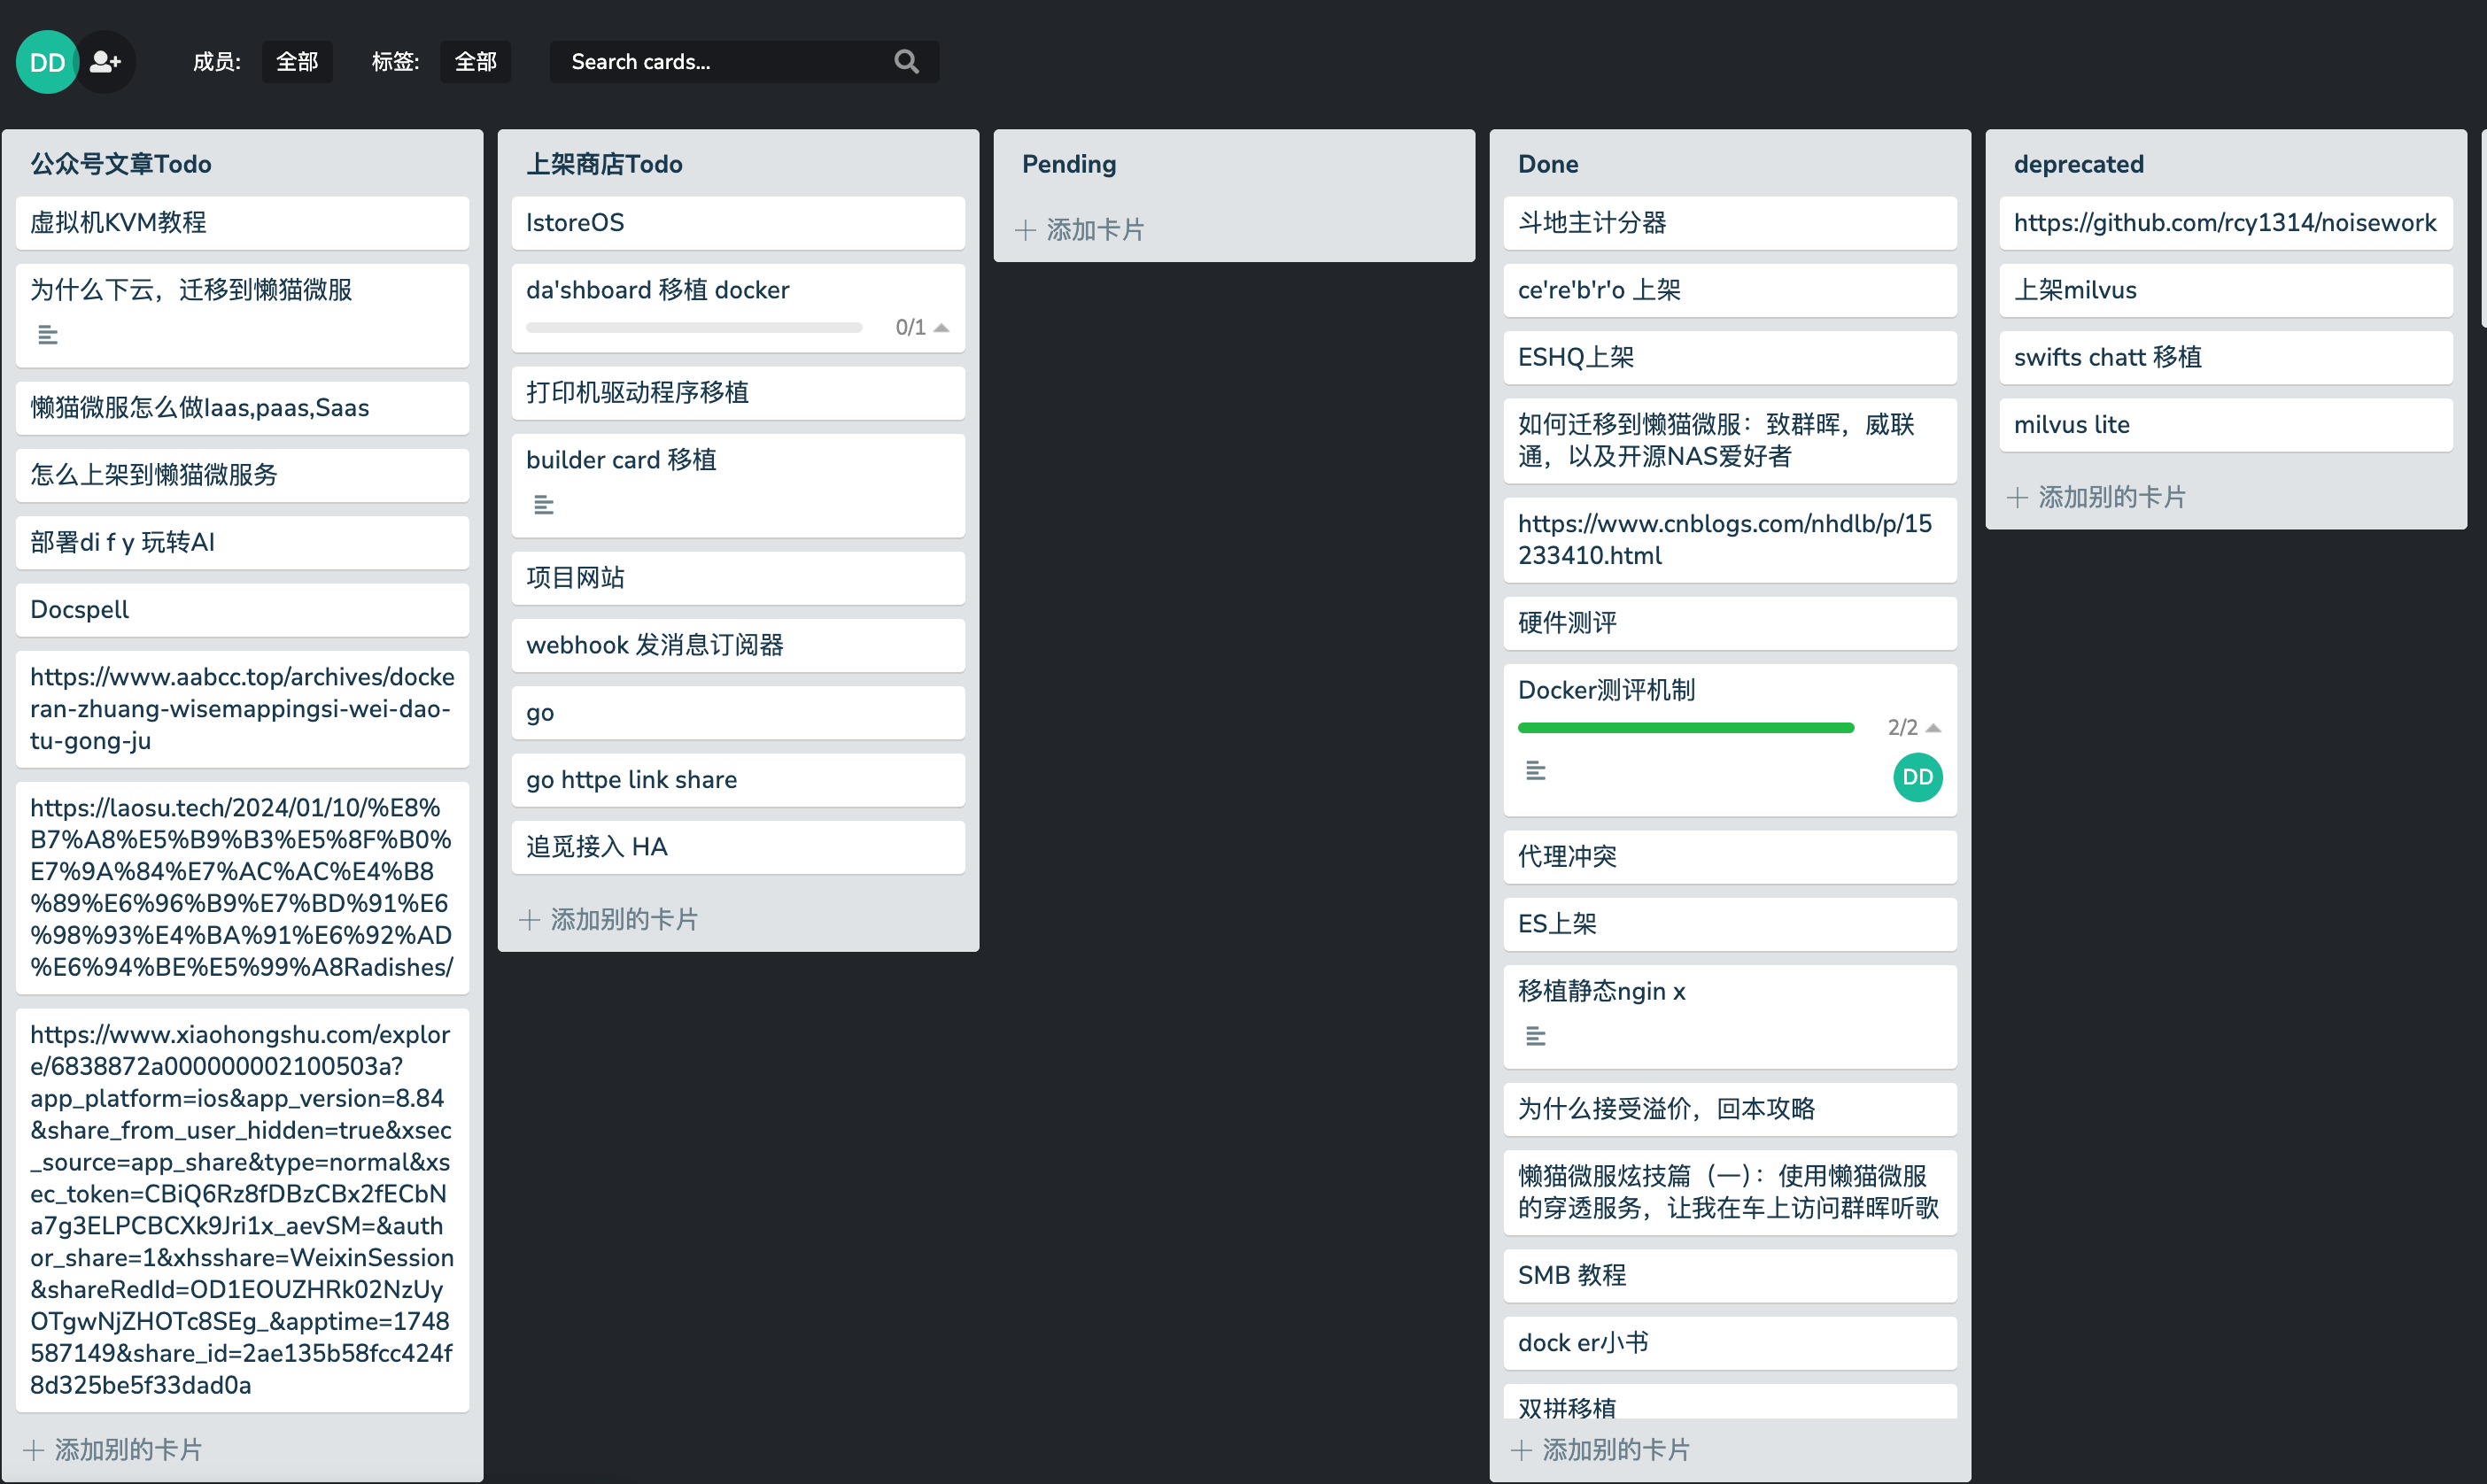 DD
成员:
全部
标签:
全部
Search cards...
公众号文章Todo
虚拟机KVM教程
为什么下云，迁移到懒猫微服
懒猫微服怎么做Iaas,paas,Saas
怎么上架到懒猫微服务
部署di f y 玩转AI
Docspell
https://www.aabcc.top/archives/docke
ran-zhuang-wisemappingsi-wei-dao-
tu-gong-ju
https://laosu.tech/2024/01/10/%E8%
B7%A8%E5%B9%B3%E5%8F%B0%
E7%9A%84%E7%AC%AC%E4%B8
%89%E6%96%B9%E7%BD%91%E6
%98%93%E4%BA%91%E6%92%AD
%E6%94%BE%E5%99%A8Radishes/
https://www.xiaohongshu.com/explor
e/6838872a000000002100503a?
app_platform=ios&app_version=8.84
&share_from_user_hidden=true&xsec
_source=app_share&type=normal&xs
ec_token=CBiQ6Rz8fDBzCBx2fECbN
a7g3ELPCBCXk9Jri1x_aevSM=&auth
or_share=1&xhsshare=WeixinSession
&shareRedId=OD1EOUZHRk02NzUy
OTgwNjZHOTc8SEg_&apptime=1748
587149&share_id=2ae135b58fcc424f
8d325be5f33dad0a
添加别的卡片
上架商店Todo
IstoreOS
da'shboard 移植 docker
0/1
打印机驱动程序移植
builder card 移植
项目网站
webhook 发消息订阅器
go
go httpe link share
追觅接入 HA
添加别的卡片
Pending
添加卡片
Done
斗地主计分器
ce're'b'r'o 上架
ESHQ上架
如何迁移到懒猫微服：致群晖，威联
通，以及开源NAS爱好者
https://www.cnblogs.com/nhdlb/p/15
233410.html
硬件测评
Docker测评机制
2/2
DD
代理冲突
ES上架
移植静态ngin x
为什么接受溢价，回本攻略
懒猫微服炫技篇（一）：使用懒猫微服
的穿透服务，让我在车上访问群晖听歌
SMB 教程
dock er小书
双拼移植
添加别的卡片
deprecated
https://github.com/rcy1314/noisework
上架milvus
swifts chatt 移植
milvus lite
添加别的卡片